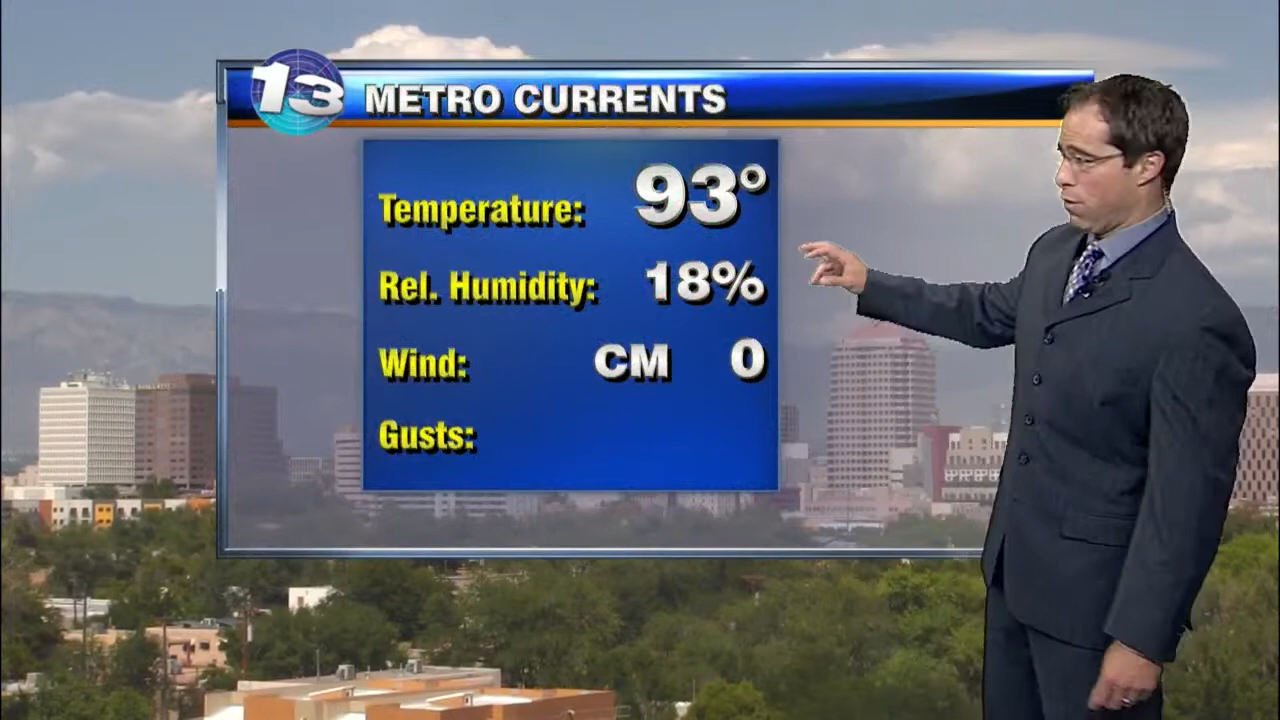 13 METRO CURRENTS
Temperature: 93°
Rel. Humidity: 18%
Wind: CM 0
Gusts: